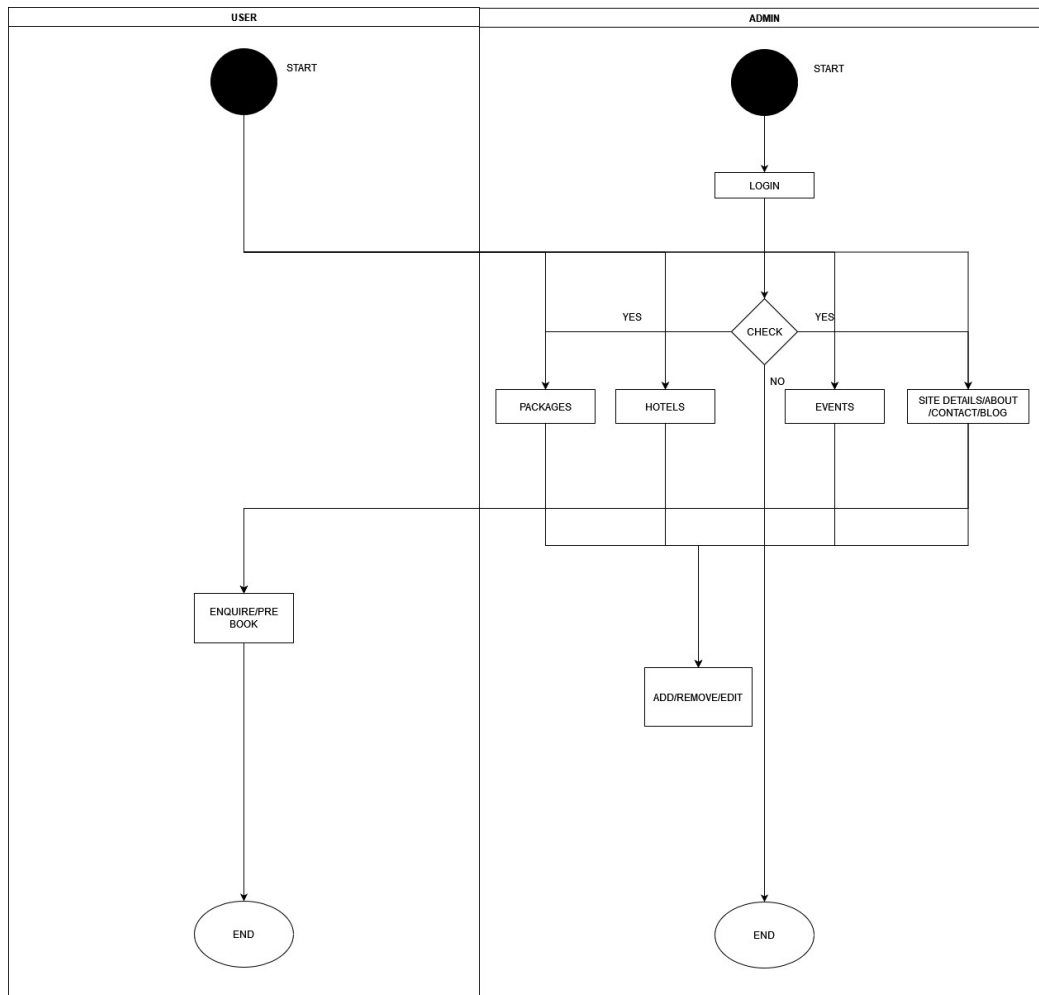 USER
ADMIN
START
START
LOGIN
YES
CHECK
YES
NO
PACKAGES
HOTELS
EVENTS
SITE DETAILS/ABOUT
/CONTACT/BLOG
ENQUIRE/PRE
BOOK
ADD/REMOVE/EDIT
END
END